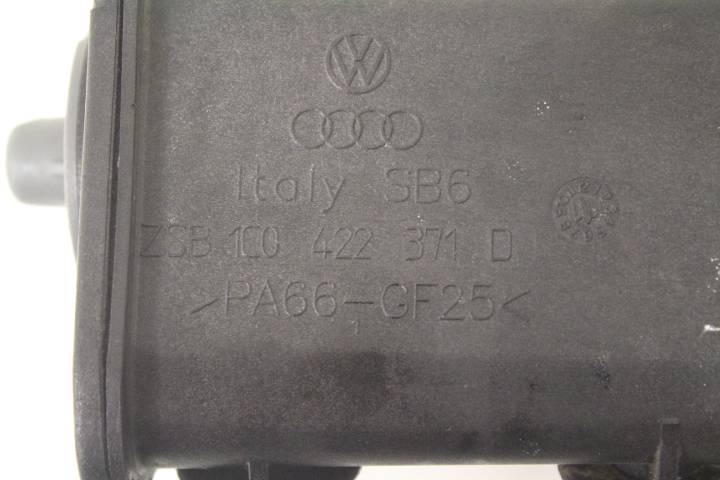 Italy SB6
ZSB 1C0 422 371 D
>PA66-GF25<